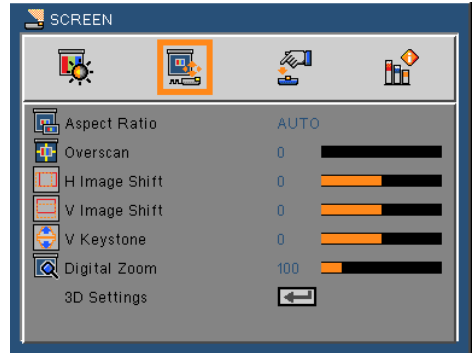 SCREEN
Aspect Ratio AUTO
Overscan 0
H Image Shift 0
V Image Shift 0
V Keystone 0
Digital Zoom 100
3D Settings